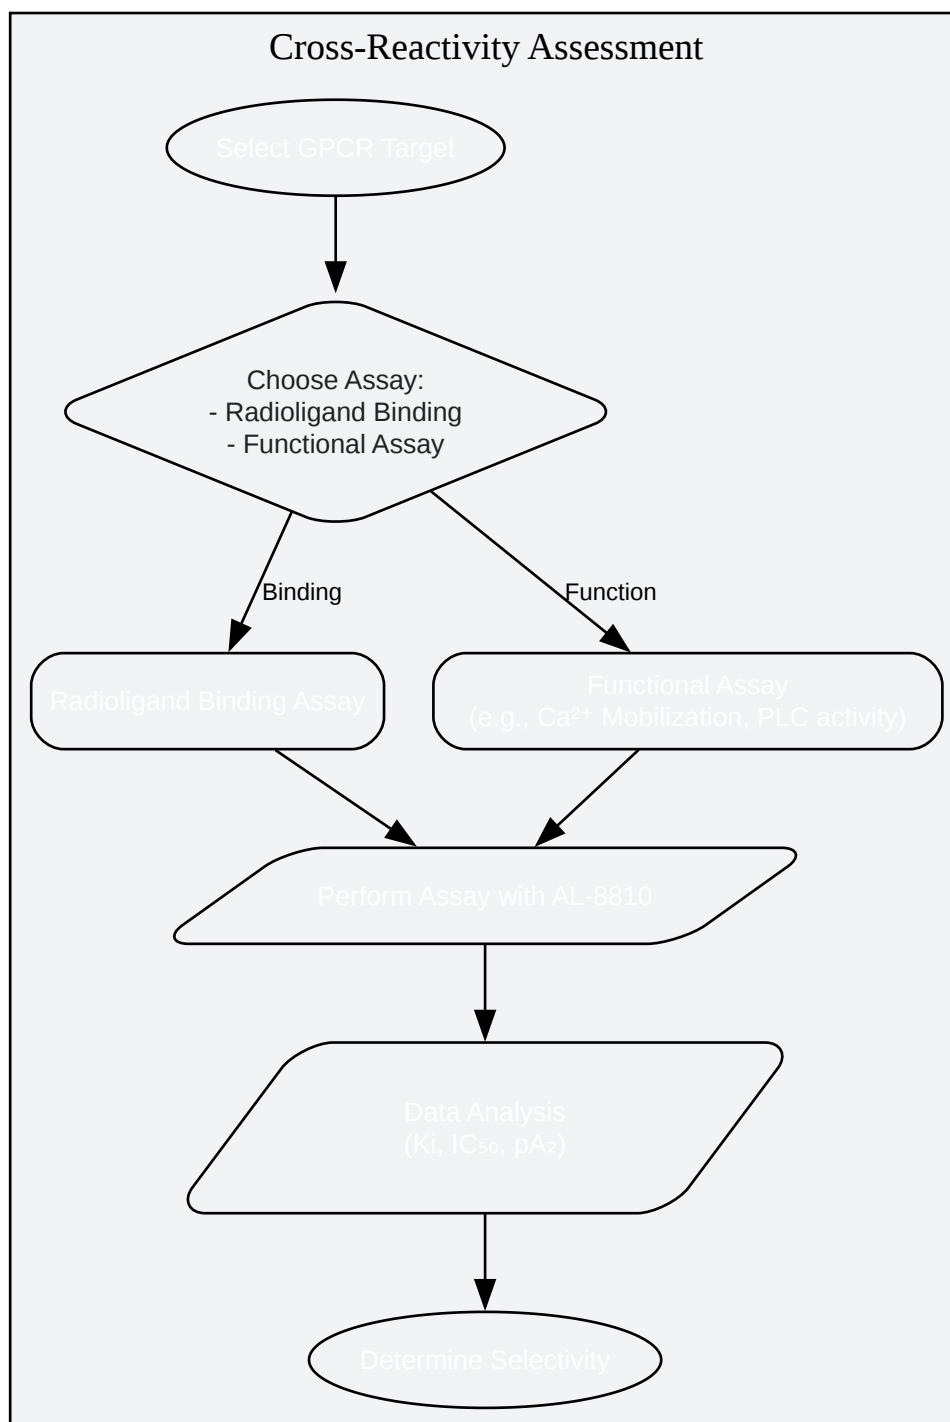 Cross-Reactivity Assessment
Select GPCR Target
Choose Assay:
- Radioligand Binding
- Functional Assay
Binding
Function
Radioligand Binding Assay
Functional Assay
(e.g., Ca²⁺ Mobilization, PLC activity)
Perform Assay with AL-8810
Data Analysis
(Ki, IC₅₀, pA₂)
Determine Selectivity